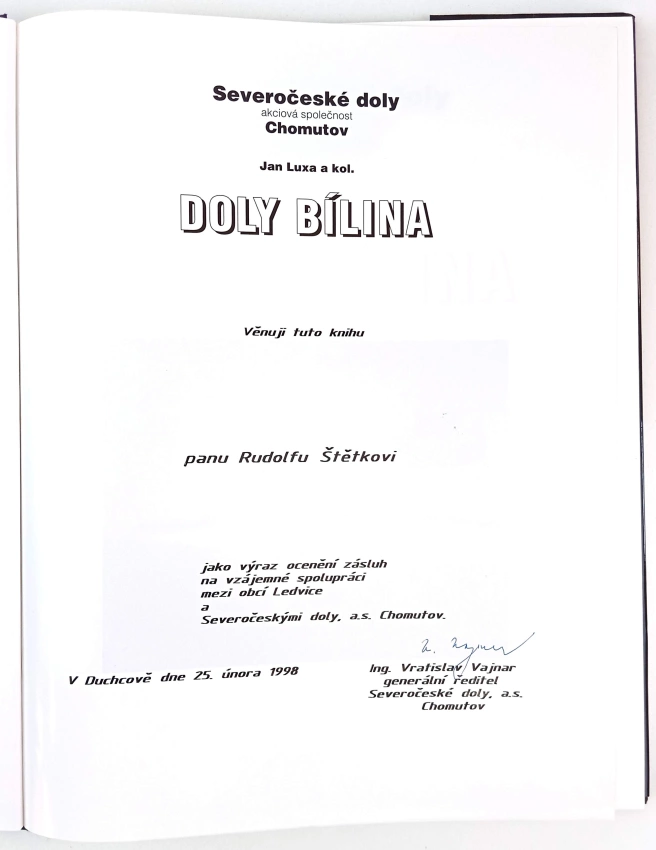 Severočeské doly
akciová společnost
Chomutov
Jan Luxa a kol.
DOLY BÍLINA
Věnuji tuto knihu
panu Rudolfu Štětkovi
jako výraz ocenění zásluh
na vzájemné spolupráci
mezi obcí Ledvice
a
Severočeskými doly, a.s. Chomutov.
V Duchcově dne 25. února 1998
Ing. Vratislav Vajnar
generální ředitel
Severočeské doly, a.s.
Chomutov